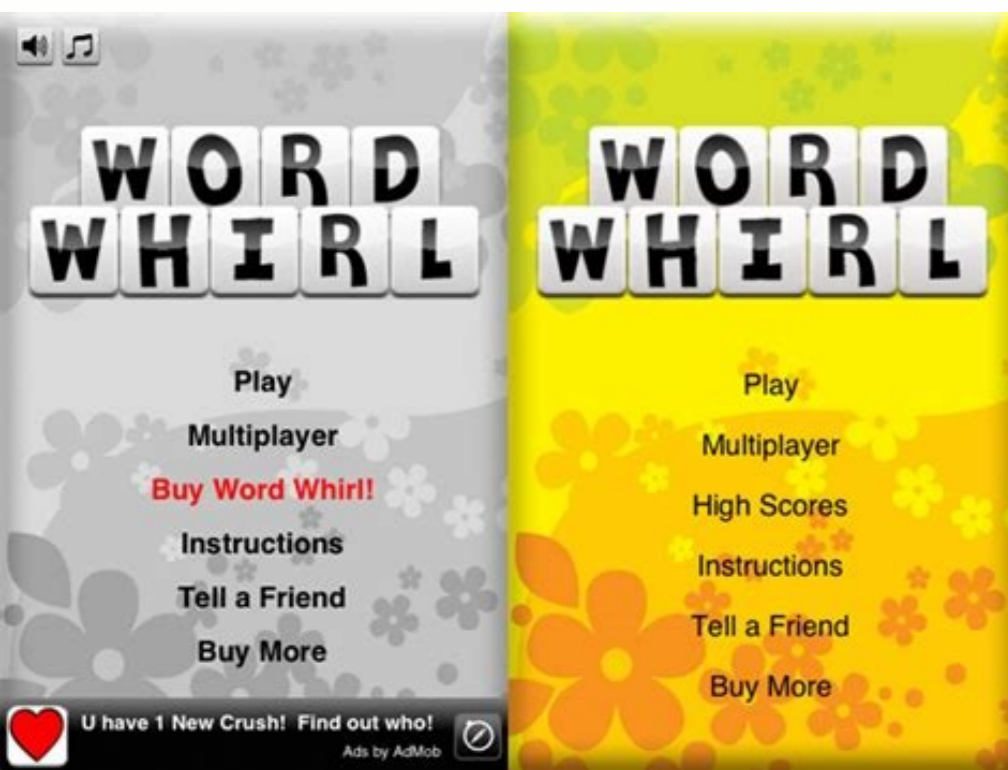 WORD
WHIRL
Play
Multiplayer
Buy Word Whirl!
Instructions
Tell a Friend
Buy More
U have 1 New Crush! Find out who!
Ads by AdMob
WORD
WHIRL
Play
Multiplayer
High Scores
Instructions
Tell a Friend
Buy More